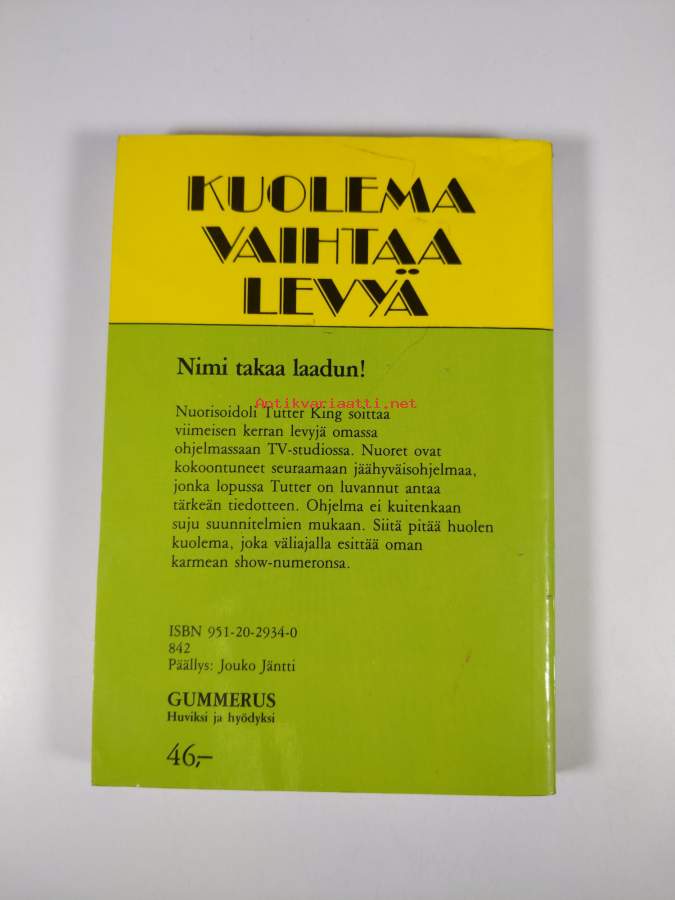 KUOLEMA
VAIHTAA
LEVYÄ
Nimi takaa laadun!
Antikvariaatti.net
Nuorisoidoli Tutter King soittaa
viimeisen kerran levyjä omassa
ohjelmassaan TV-studiossa. Nuoret ovat
kokoontuneet seuraamaan jäähyväisohjelmaa,
jonka lopussa Tutter on luvannut antaa
tärkeän tiedotteen. Ohjelma ei kuitenkaan
suju suunnitelmien mukaan. Siitä pitää huolen
kuolema, joka väliajalla esittää oman
karmean show-numeronsa.
ISBN 951-20-2934-0
842
Päällys: Jouko Jäntti
GUMMERUS
Huviksi ja hyödyksi
46,–